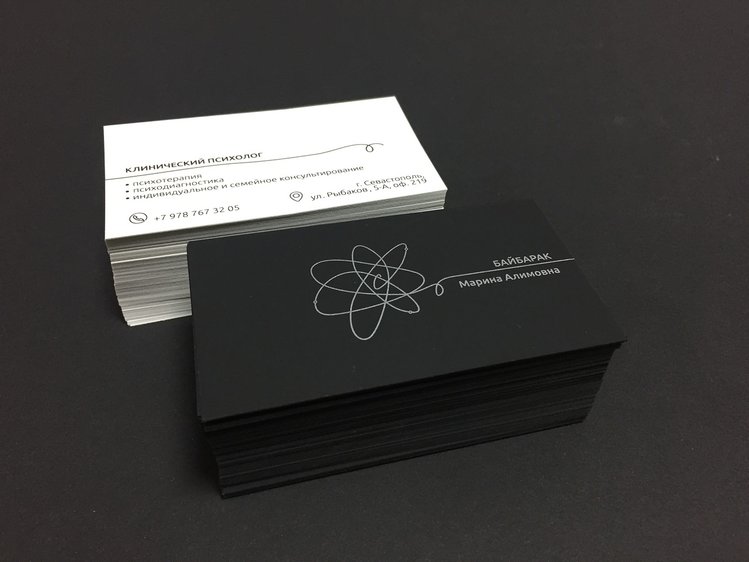 КЛИНИЧЕСКИЙ ПСИХОЛОГ
• психотерапия
• психодиагностика
• индивидуальное и семейное консультирование
+7 978 767 32 05
г. Севастополь,
ул. Рыбаков, 5-А, оф. 219
БАЙБАРАК
Марина Алимовна